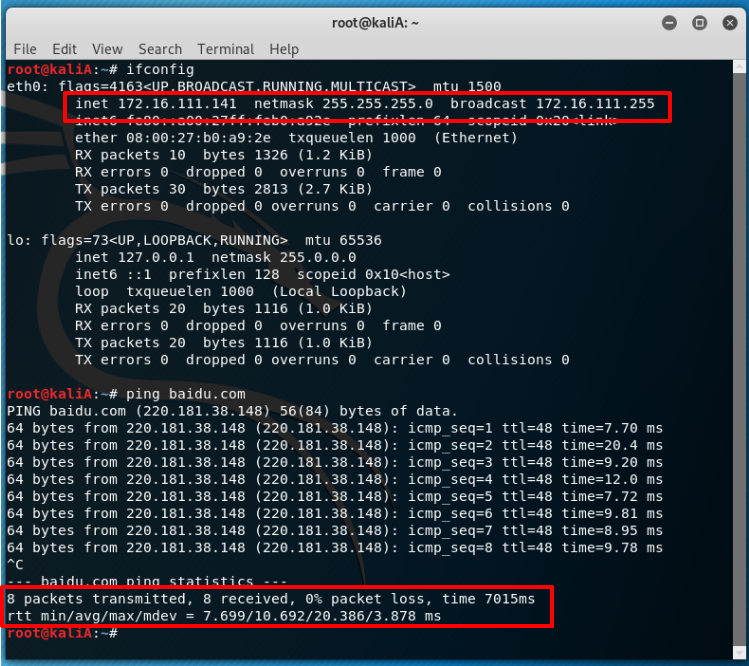 root@kaliA: ~
File Edit View Search Terminal Help
root@kaliA:~# ifconfig
eth0: flags=4163<UP,BROADCAST,RUNNING,MULTICAST> mtu 1500
inet 172.16.111.141 netmask 255.255.255.0 broadcast 172.16.111.255
inet6 fe80::a00:27ff:feb0:a92e prefixlen 64 scopeid 0x20<link>
ether 08:00:27:b0:a9:2e txqueuelen 1000 (Ethernet)
RX packets 10 bytes 1326 (1.2 KiB)
RX errors 0 dropped 0 overruns 0 frame 0
TX packets 30 bytes 2813 (2.7 KiB)
TX errors 0 dropped 0 overruns 0 carrier 0 collisions 0
lo: flags=73<UP,LOOPBACK,RUNNING> mtu 65536
inet 127.0.0.1 netmask 255.0.0.0
inet6 ::1 prefixlen 128 scopeid 0x10<host>
loop txqueuelen 1000 (Local Loopback)
RX packets 20 bytes 1116 (1.0 KiB)
RX errors 0 dropped 0 overruns 0 frame 0
TX packets 20 bytes 1116 (1.0 KiB)
TX errors 0 dropped 0 overruns 0 carrier 0 collisions 0
root@kaliA:~# ping baidu.com
PING baidu.com (220.181.38.148) 56(84) bytes of data.
64 bytes from 220.181.38.148 (220.181.38.148): icmp_seq=1 ttl=48 time=7.70 ms
64 bytes from 220.181.38.148 (220.181.38.148): icmp_seq=2 ttl=48 time=20.4 ms
64 bytes from 220.181.38.148 (220.181.38.148): icmp_seq=3 ttl=48 time=9.20 ms
64 bytes from 220.181.38.148 (220.181.38.148): icmp_seq=4 ttl=48 time=12.0 ms
64 bytes from 220.181.38.148 (220.181.38.148): icmp_seq=5 ttl=48 time=7.72 ms
64 bytes from 220.181.38.148 (220.181.38.148): icmp_seq=6 ttl=48 time=9.81 ms
64 bytes from 220.181.38.148 (220.181.38.148): icmp_seq=7 ttl=48 time=8.95 ms
64 bytes from 220.181.38.148 (220.181.38.148): icmp_seq=8 ttl=48 time=9.78 ms
^C
--- baidu.com ping statistics ---
8 packets transmitted, 8 received, 0% packet loss, time 7015ms
rtt min/avg/max/mdev = 7.699/10.692/20.386/3.878 ms
root@kaliA:~#